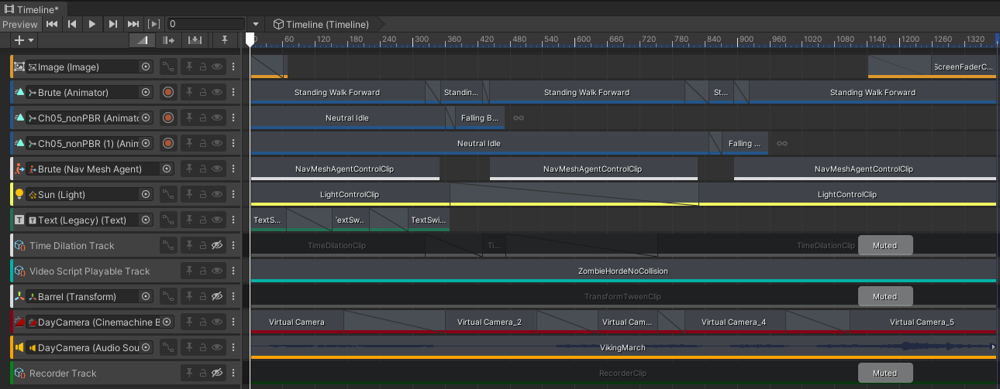 Timeline*
Preview 0 Timeline (Timeline)
0 60 120 180 240 300 360 420 480 540 600 660 720 780 840 900 960 1020 1080 1140 1200 1260 1320
Image (Image) ScreenFaderC...
Brute (Animator) Standing Walk Forward Standin... Standing Walk Forward St... Standing Walk Forward
Ch05_nonPBR (Animato Neutral Idle Falling B...
Ch05_nonPBR (1) (Anim Neutral Idle Falling ...
Brute (Nav Mesh Agent) NavMeshAgentControlClip NavMeshAgentControlClip NavMeshAgentControlClip
Sun (Light) LightControlClip LightControlClip
T T Text (Legacy) (Text) TextS... TextSw... TextSwi...
Time Dilation Track TimeDilationClip Ti... TimeDilationClip Muted
Video Script Playable Track ZombieHordeNoCollision
Barrel (Transform) TransformTweenClip Muted
DayCamera (Cinemachine B Virtual Camera Virtual Camera_2 Virtual Cam... Virtual Camera_4 Virtual Camera_5
DayCamera (Audio Sou VikingMarch
Recorder Track RecorderClip Muted